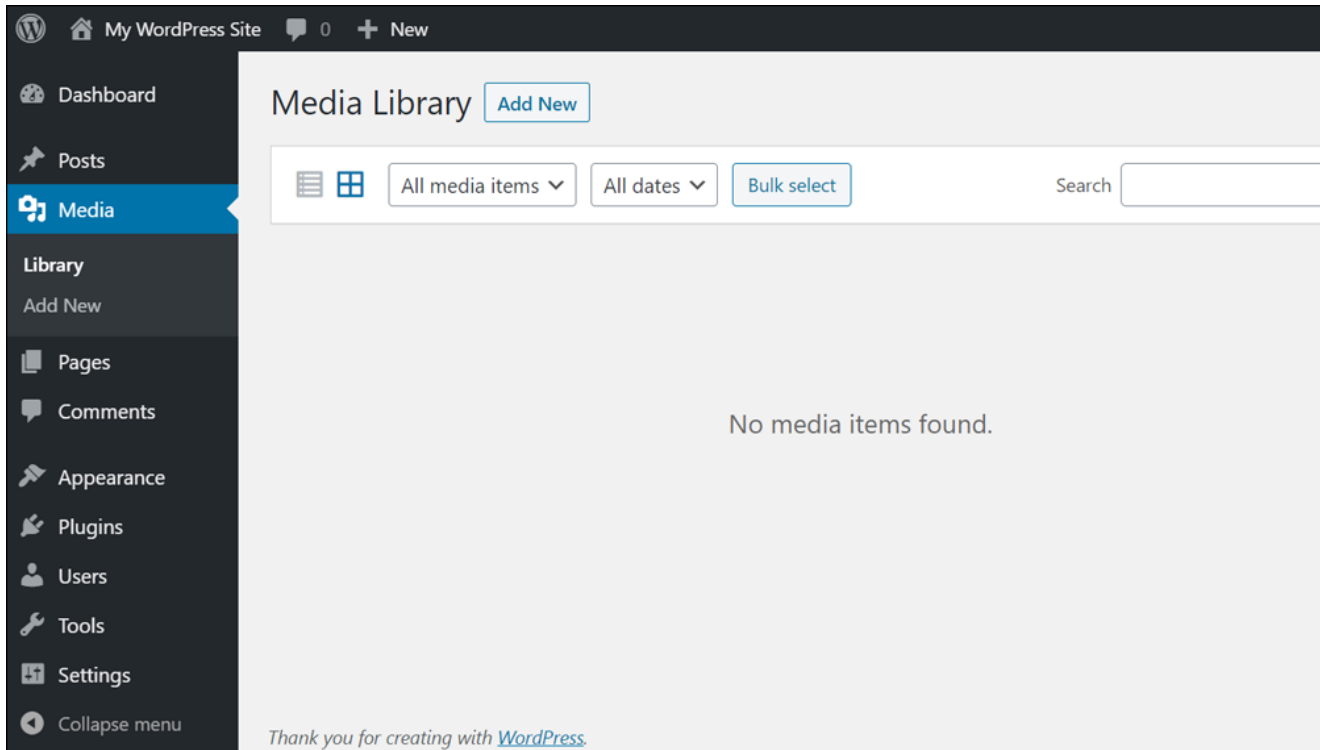 My WordPress Site 0 New
Dashboard
Posts
Media
Library
Add New
Pages
Comments
Appearance
Plugins
Users
Tools
Settings
Collapse menu
Media Library Add New
All media items All dates Bulk select Search
No media items found.
Thank you for creating with WordPress.